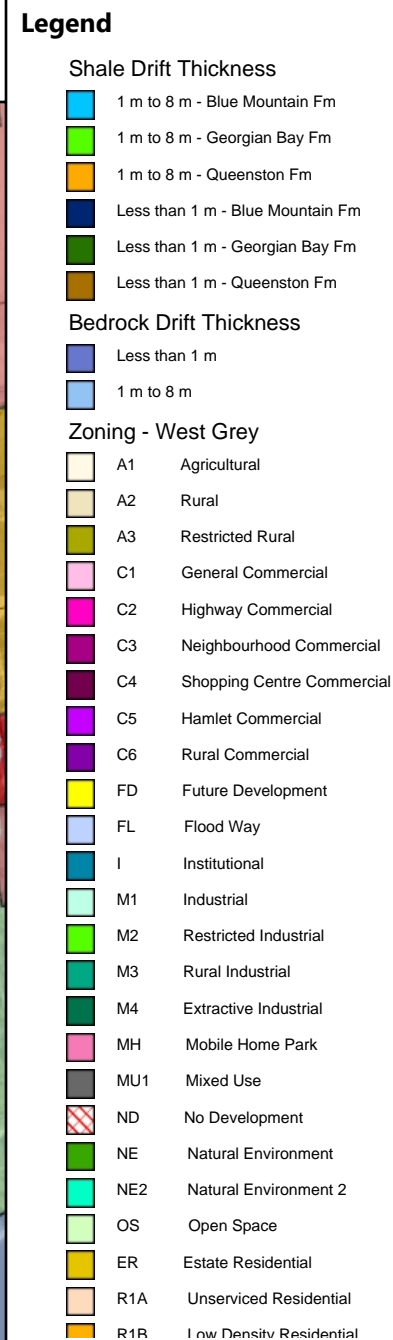 Legend
Shale Drift Thickness
1 m to 8 m - Blue Mountain Fm
1 m to 8 m - Georgian Bay Fm
1 m to 8 m - Queenston Fm
Less than 1 m - Blue Mountain Fm
Less than 1 m - Georgian Bay Fm
Less than 1 m - Queenston Fm
Bedrock Drift Thickness
Less than 1 m
1 m to 8 m
Zoning - West Grey
A1 Agricultural
A2 Rural
A3 Restricted Rural
C1 General Commercial
C2 Highway Commercial
C3 Neighbourhood Commercial
C4 Shopping Centre Commercial
C5 Hamlet Commercial
C6 Rural Commercial
FD Future Development
FL Flood Way
I Institutional
M1 Industrial
M2 Restricted Industrial
M3 Rural Industrial
M4 Extractive Industrial
MH Mobile Home Park
MU1 Mixed Use
ND No Development
NE Natural Environment
NE2 Natural Environment 2
OS Open Space
ER Estate Residential
R1A Unserviced Residential
R1B Low Density Residential